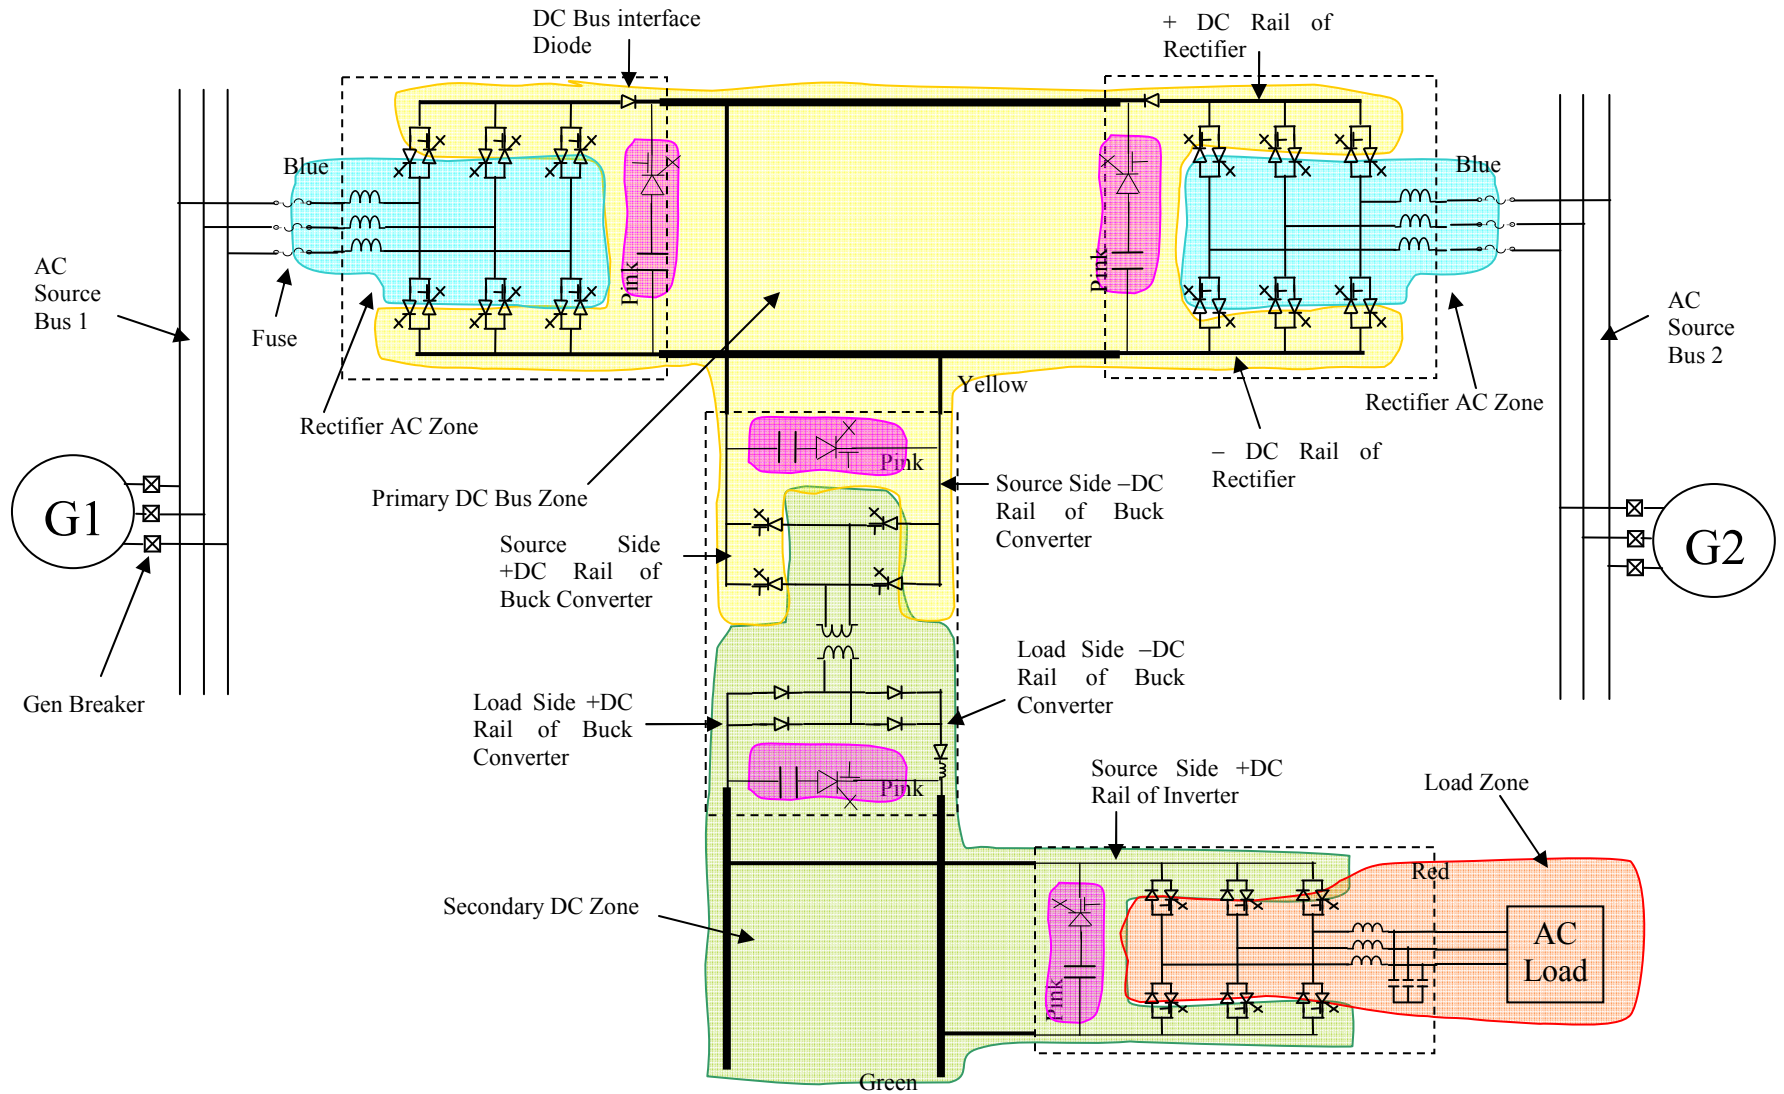 DC Bus interface
Diode
+ DC Rail of
Rectifier
Blue
Blue
AC
Source
Bus 1
Fuse
Pink
Pink
AC
Source
Bus 2
Rectifier AC Zone
Yellow
Rectifier AC Zone
– DC Rail of
Rectifier
Primary DC Bus Zone
Pink
Source Side –DC
Rail of Buck
Converter
G1
G2
Source Side
+DC Rail of
Buck Converter
Gen Breaker
Load Side –DC
Rail of Buck
Converter
Load Side +DC
Rail of Buck
Converter
Pink
Source Side +DC
Rail of Inverter
Load Zone
Red
Secondary DC Zone
Pink
AC
Load
Green